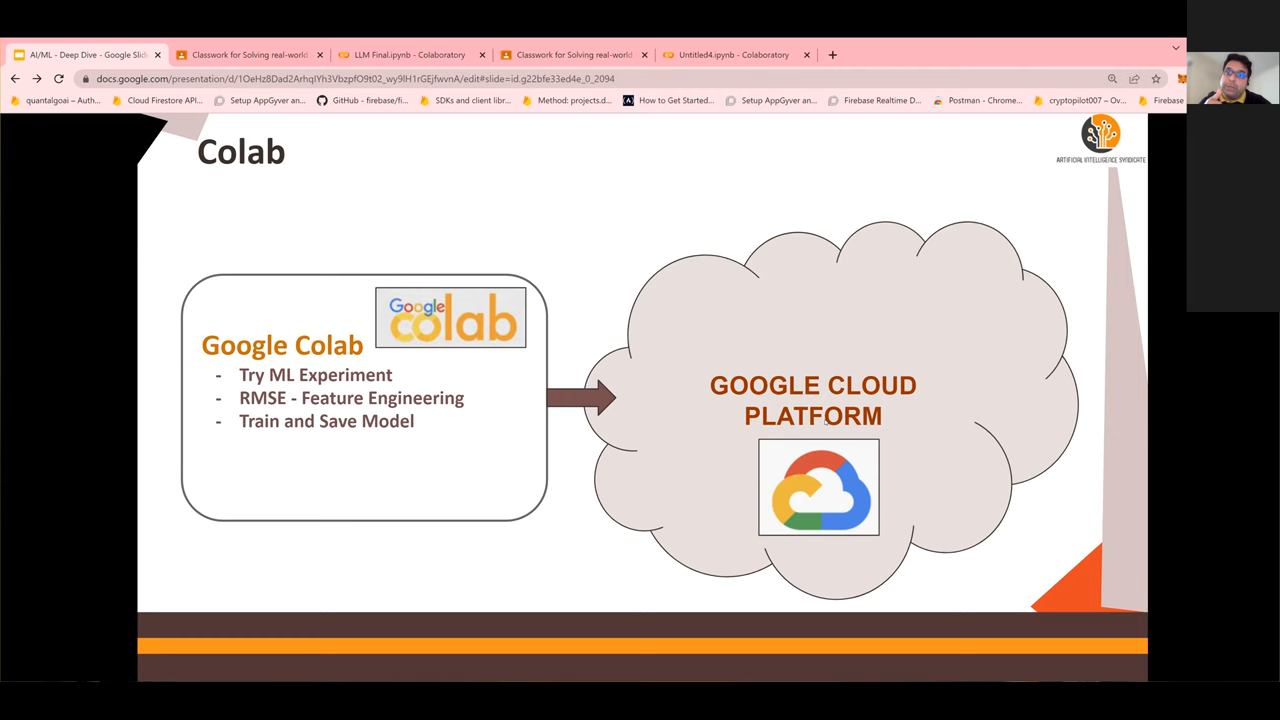 AI/ML - Deep Dive - Google Slid
Classwork for Solving real-world
LLM Final.ipynb - Colaboratory
Classwork for Solving real-world
Untitled4.ipynb - Colaboratory
docs.google.com/presentation/d/1OeHz8Dad2ArhqIYh3VbzpfO9t02_wy9IH1rGEjfwvnA/edit#slide=id.g22bfe33ed4e_0_2094
quantalgoai – Auth...
Cloud Firestore API...
Setup AppGyver an...
GitHub - firebase/fi...
SDKs and client libr...
Method: projects.d...
How to Get Started...
Setup AppGyver an...
Firebase Realtime D...
Postman - Chrome...
cryptopilot007 – Ov...
Firebase
Colab
ARTIFICIAL INTELLIGENCE SYNDICATE
Google colab
Google Colab
- Try ML Experiment
- RMSE - Feature Engineering
- Train and Save Model
GOOGLE CLOUD
PLATFORM